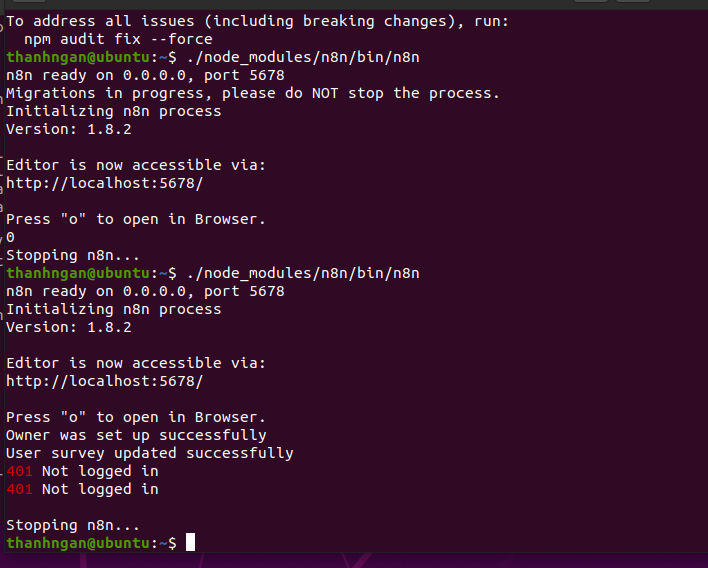 To address all issues (including breaking changes), run:
  npm audit fix --force
thanhngan@ubuntu:~$ ./node_modules/n8n/bin/n8n
n8n ready on 0.0.0.0, port 5678
Migrations in progress, please do NOT stop the process.
Initializing n8n process
Version: 1.8.2

Editor is now accessible via:
http://localhost:5678/

Press "o" to open in Browser.
0
Stopping n8n...
thanhngan@ubuntu:~$ ./node_modules/n8n/bin/n8n
n8n ready on 0.0.0.0, port 5678
Initializing n8n process
Version: 1.8.2

Editor is now accessible via:
http://localhost:5678/

Press "o" to open in Browser.
Owner was set up successfully
User survey updated successfully
401 Not logged in
401 Not logged in

Stopping n8n...
thanhngan@ubuntu:~$